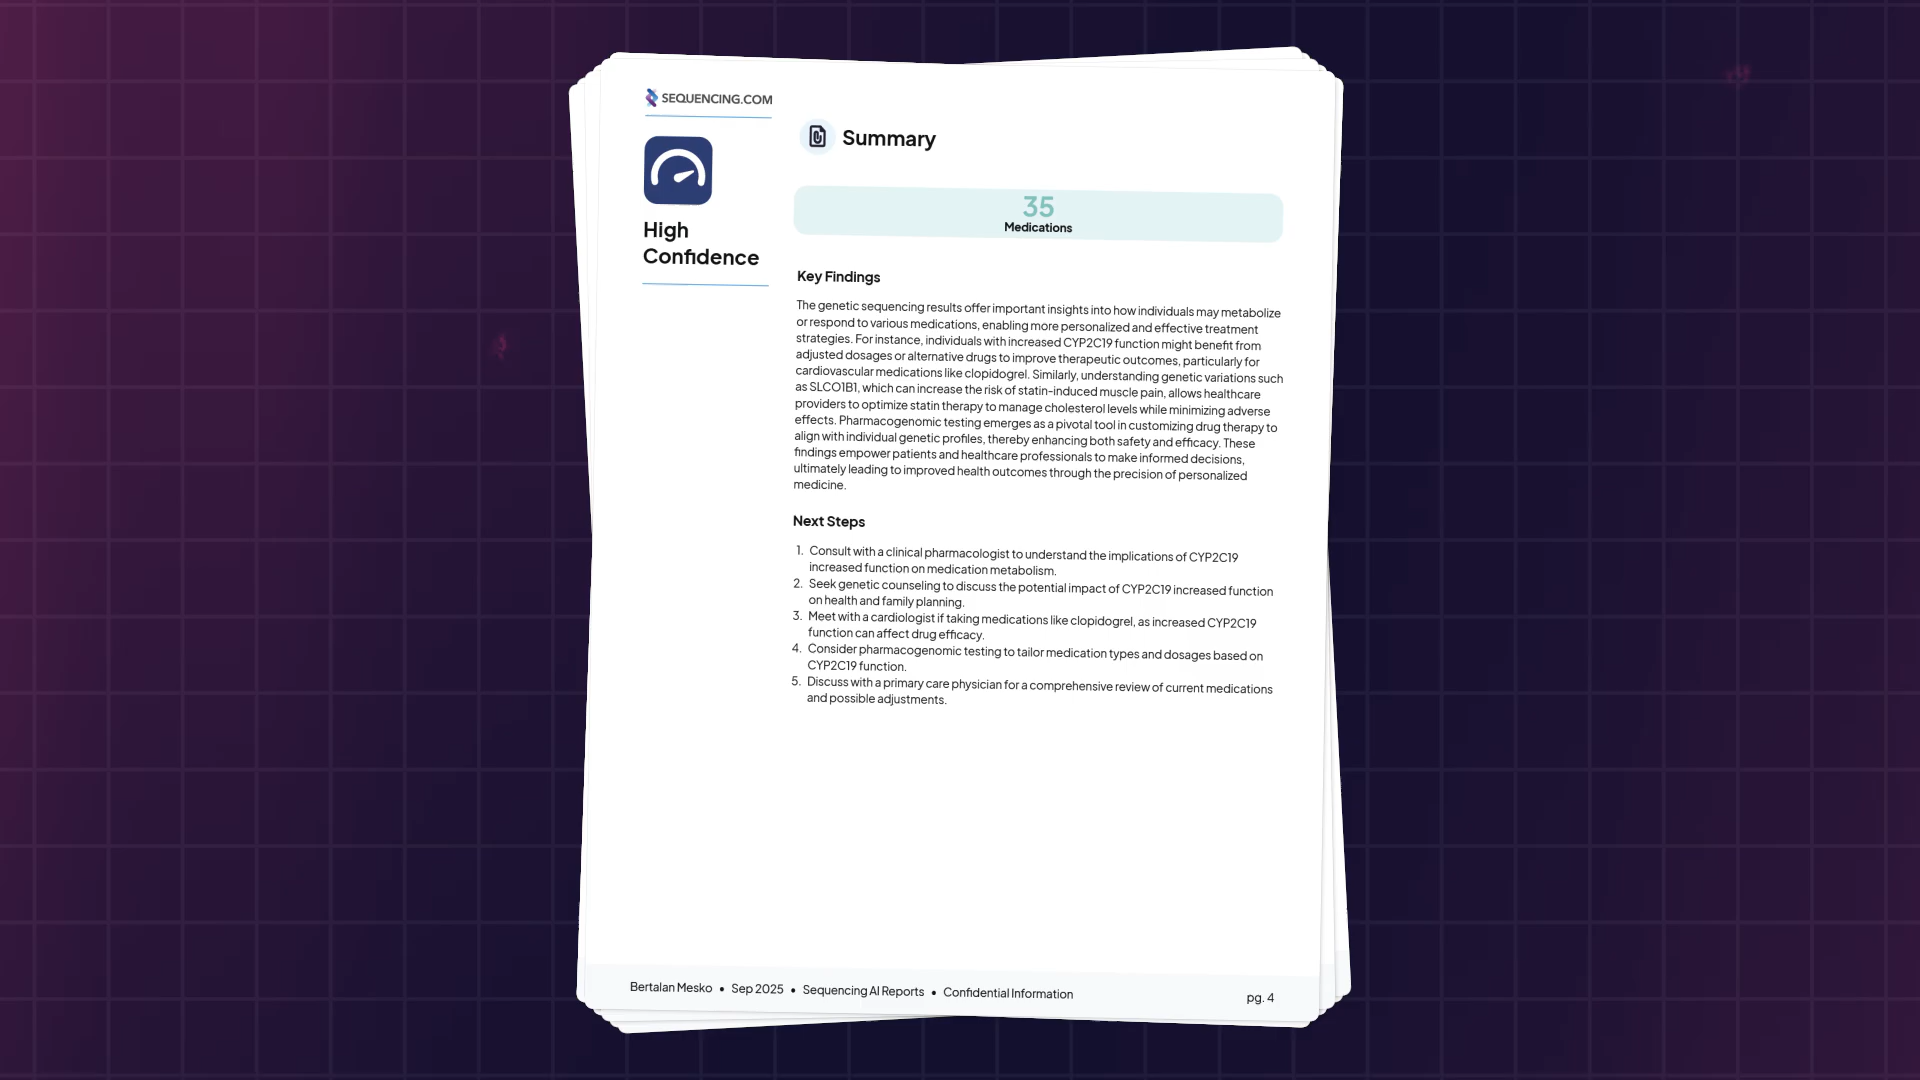 SEQUENCING.COM
High
Confidence
Summary
35
Medications
Key Findings
The genetic sequencing results offer important insights into how individuals may metabolize
or respond to various medications, enabling more personalized and effective treatment
strategies. For instance, individuals with increased CYP2C19 function might benefit from
adjusted dosages or alternative drugs to improve therapeutic outcomes, particularly for
cardiovascular medications like clopidogrel. Similarly, understanding genetic variations such
as SLCO1B1, which can increase the risk of statin-induced muscle pain, allows healthcare
providers to optimize statin therapy to manage cholesterol levels while minimizing adverse
effects. Pharmacogenomic testing emerges as a pivotal tool in customizing drug therapy to
align with individual genetic profiles, thereby enhancing both safety and efficacy. These
findings empower patients and healthcare professionals to make informed decisions,
ultimately leading to improved health outcomes through the precision of personalized
medicine.
Next Steps
1. Consult with a clinical pharmacologist to understand the implications of CYP2C19
increased function on medication metabolism.
2. Seek genetic counseling to discuss the potential impact of CYP2C19 increased function
on health and family planning.
3. Meet with a cardiologist if taking medications like clopidogrel, as increased CYP2C19
function can affect drug efficacy.
4. Consider pharmacogenomic testing to tailor medication types and dosages based on
CYP2C19 function.
5. Discuss with a primary care physician for a comprehensive review of current medications
and possible adjustments.
Bertalan Mesko • Sep 2025 • Sequencing AI Reports • Confidential Information
pg. 4